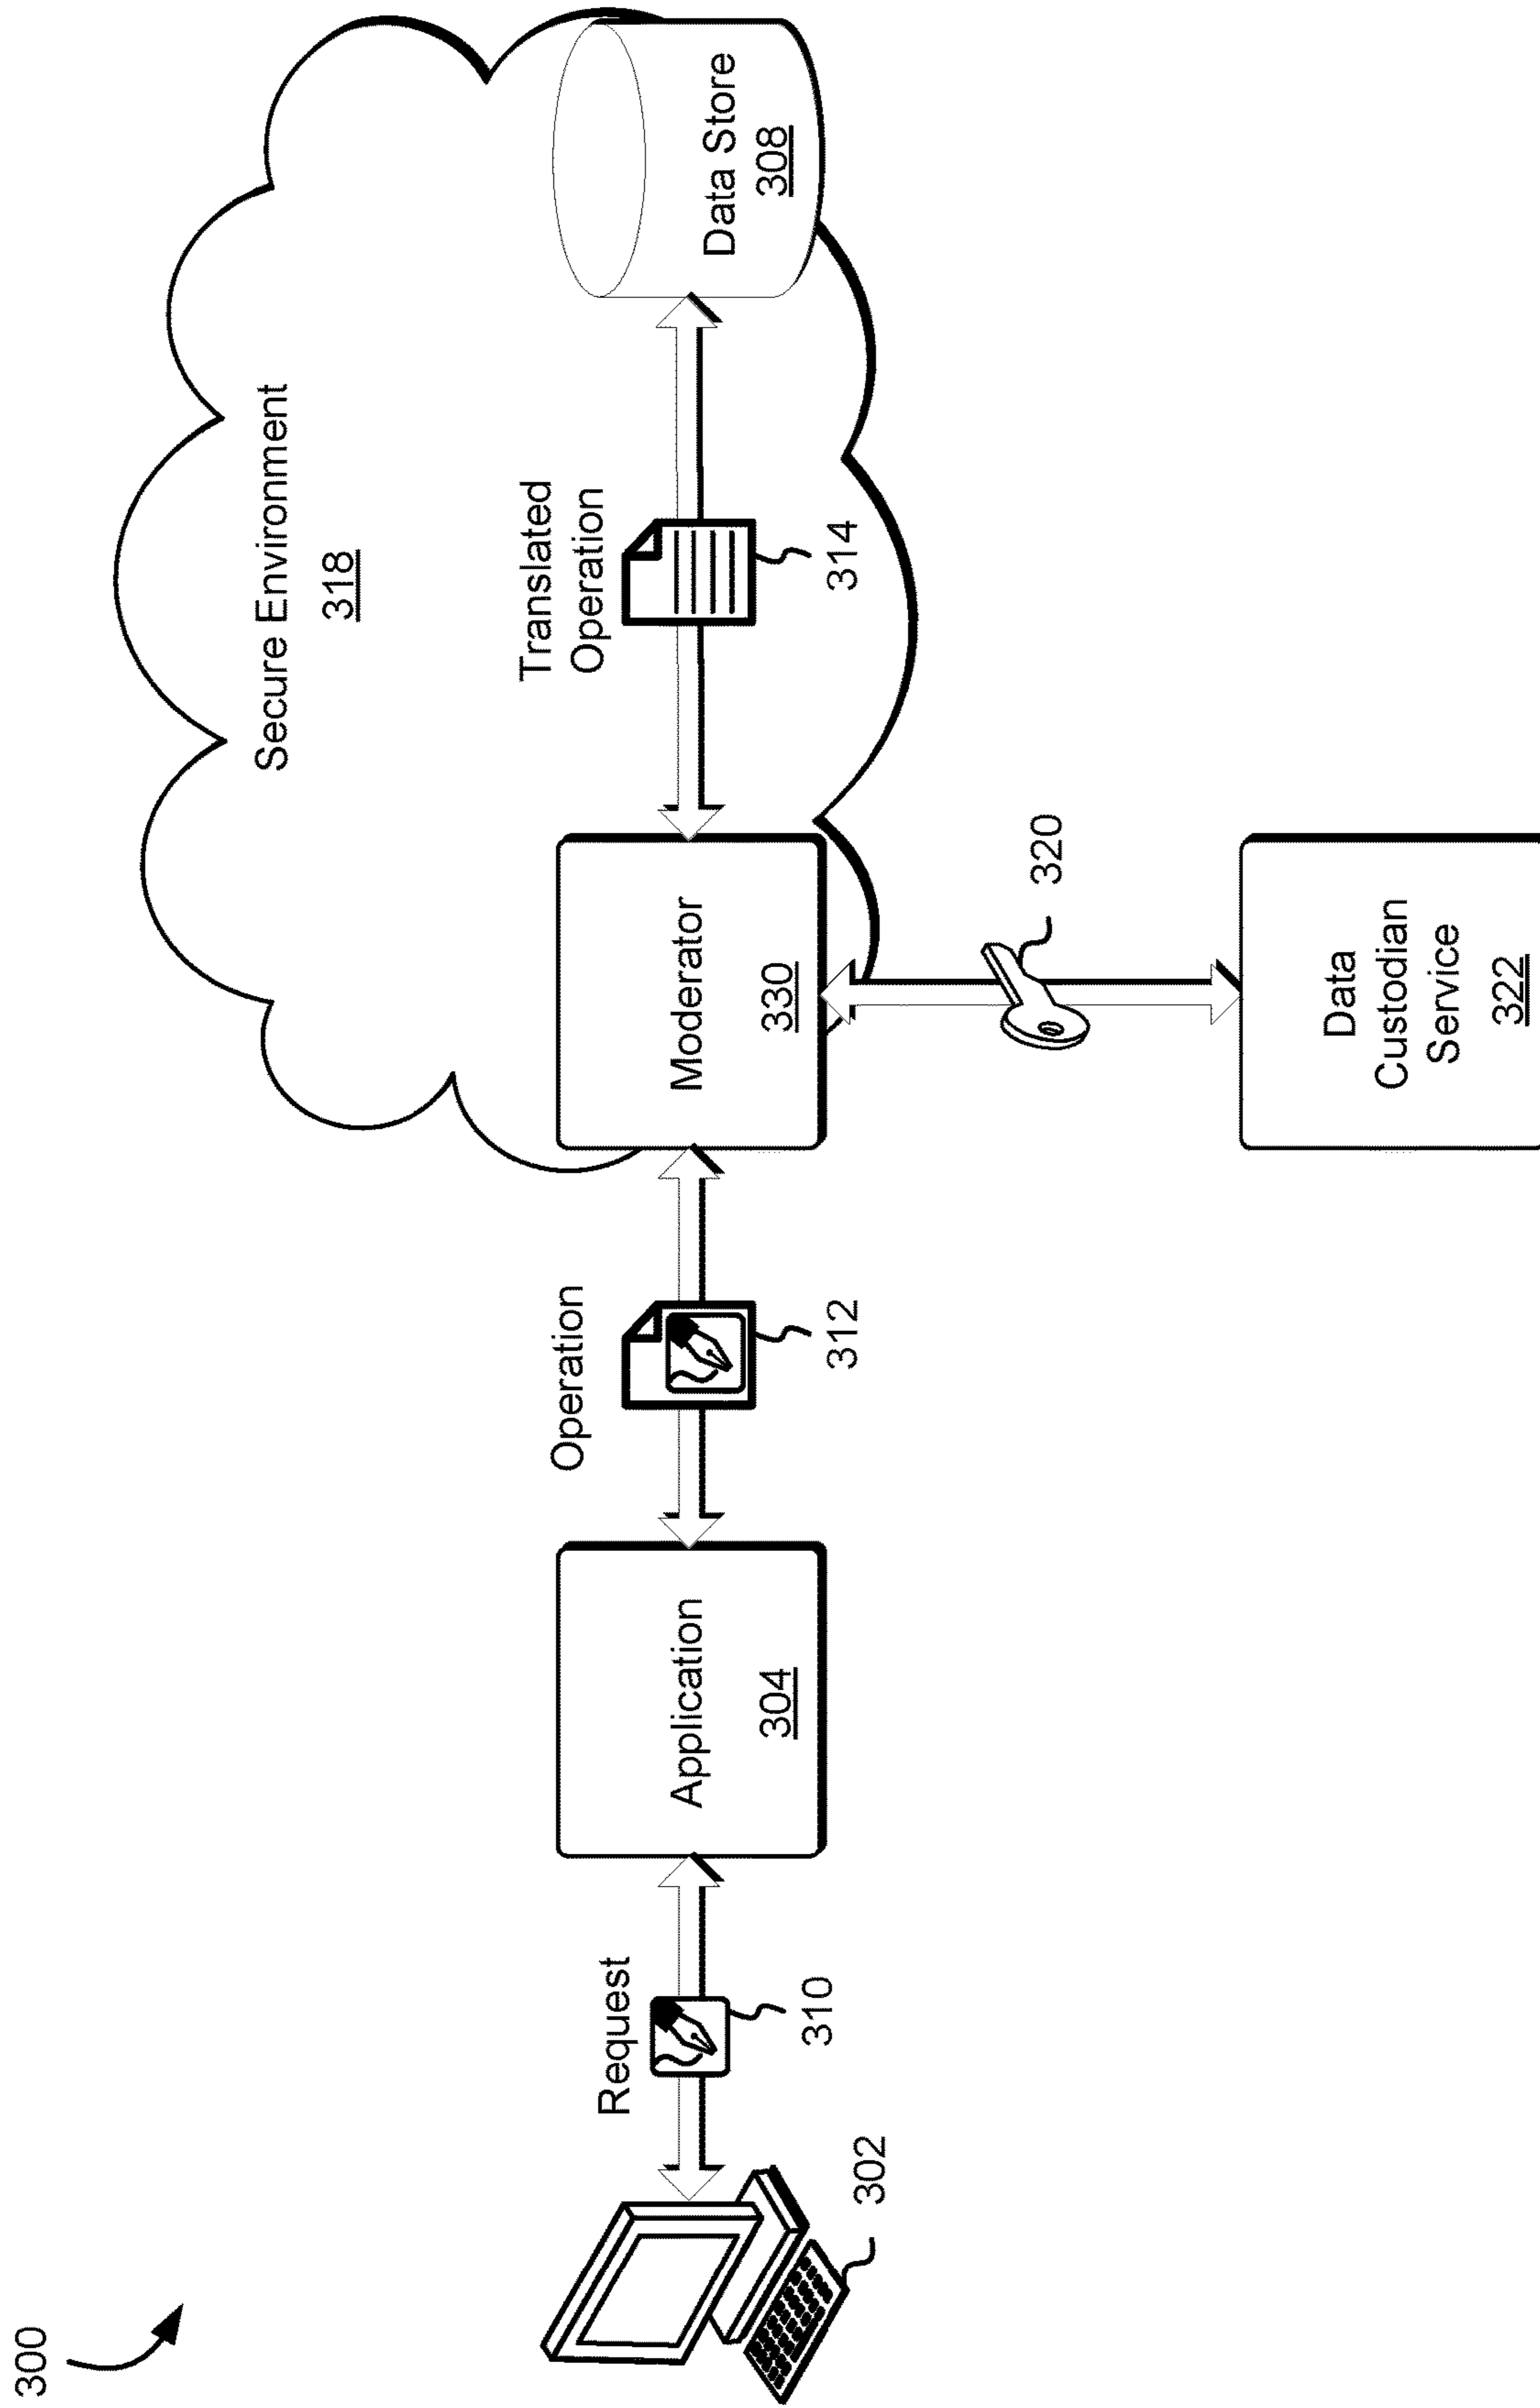 300
Secure Environment
318
Translated
Operation
314
Data Store
308
Moderator
330
320
Data
Custodian
Service
322
Operation
312
Application
304
Request
310
302